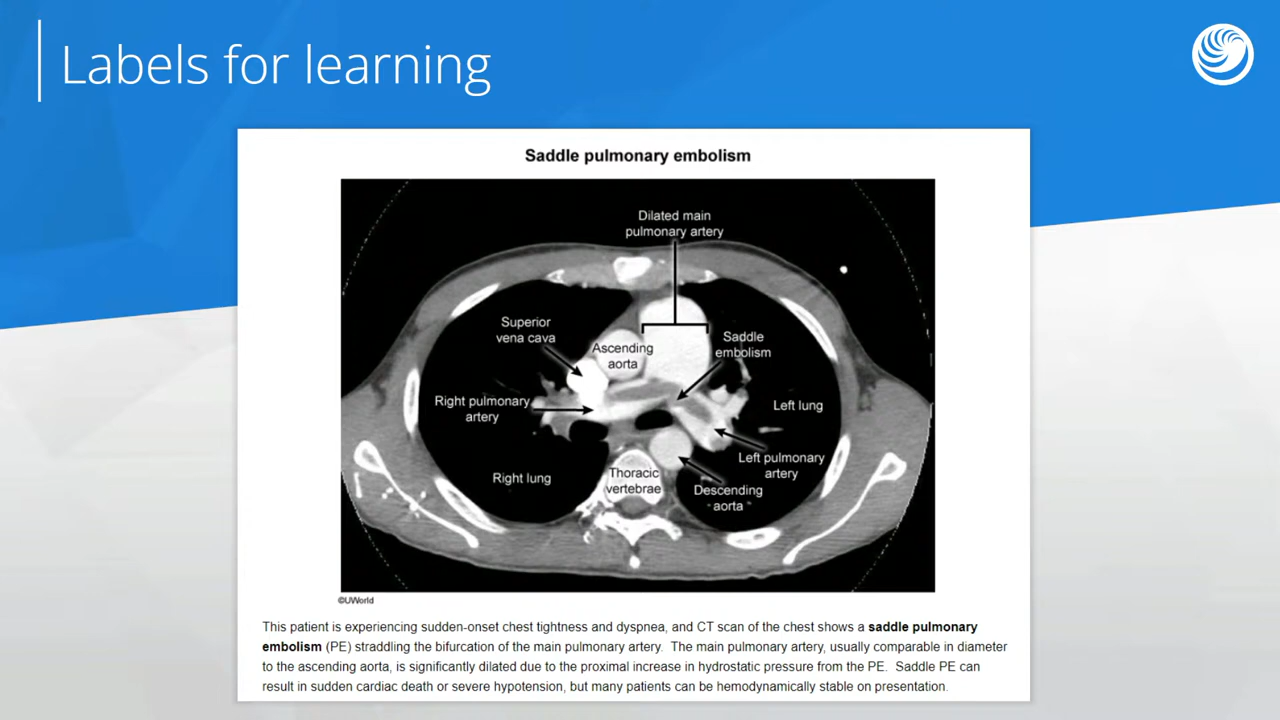 Labels for learning
Saddle pulmonary embolism
Dilated main
pulmonary artery
Superior
vena cava
Ascending
aorta
Saddle
embolism
Right pulmonary
artery
Left lung
Left pulmonary
artery
Right lung
Thoracic
vertebrae
Descending
aorta
©UWorld
This patient is experiencing sudden-onset chest tightness and dyspnea, and CT scan of the chest shows a saddle pulmonary
embolism (PE) straddling the bifurcation of the main pulmonary artery. The main pulmonary artery, usually comparable in diameter
to the ascending aorta, is significantly dilated due to the proximal increase in hydrostatic pressure from the PE. Saddle PE can
result in sudden cardiac death or severe hypotension, but many patients can be hemodynamically stable on presentation.